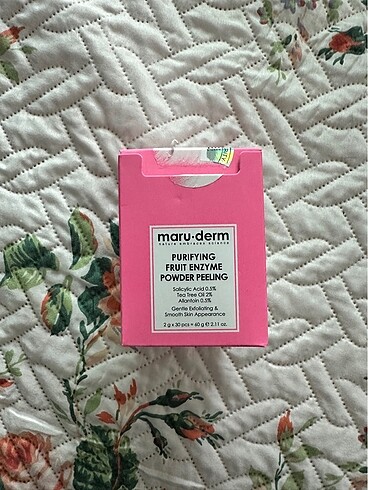 maru·derm
nature embraces science
PURIFYING
FRUIT ENZYME
POWDER PEELING
Salicylic Acid 0.5%
Tea Tree Oil 2%
Allantoin 0.5%
Gentle Exfoliating &
Smooth Skin Appearance
2 g x 30 pcs = 60 g ℮ 2.11 oz.